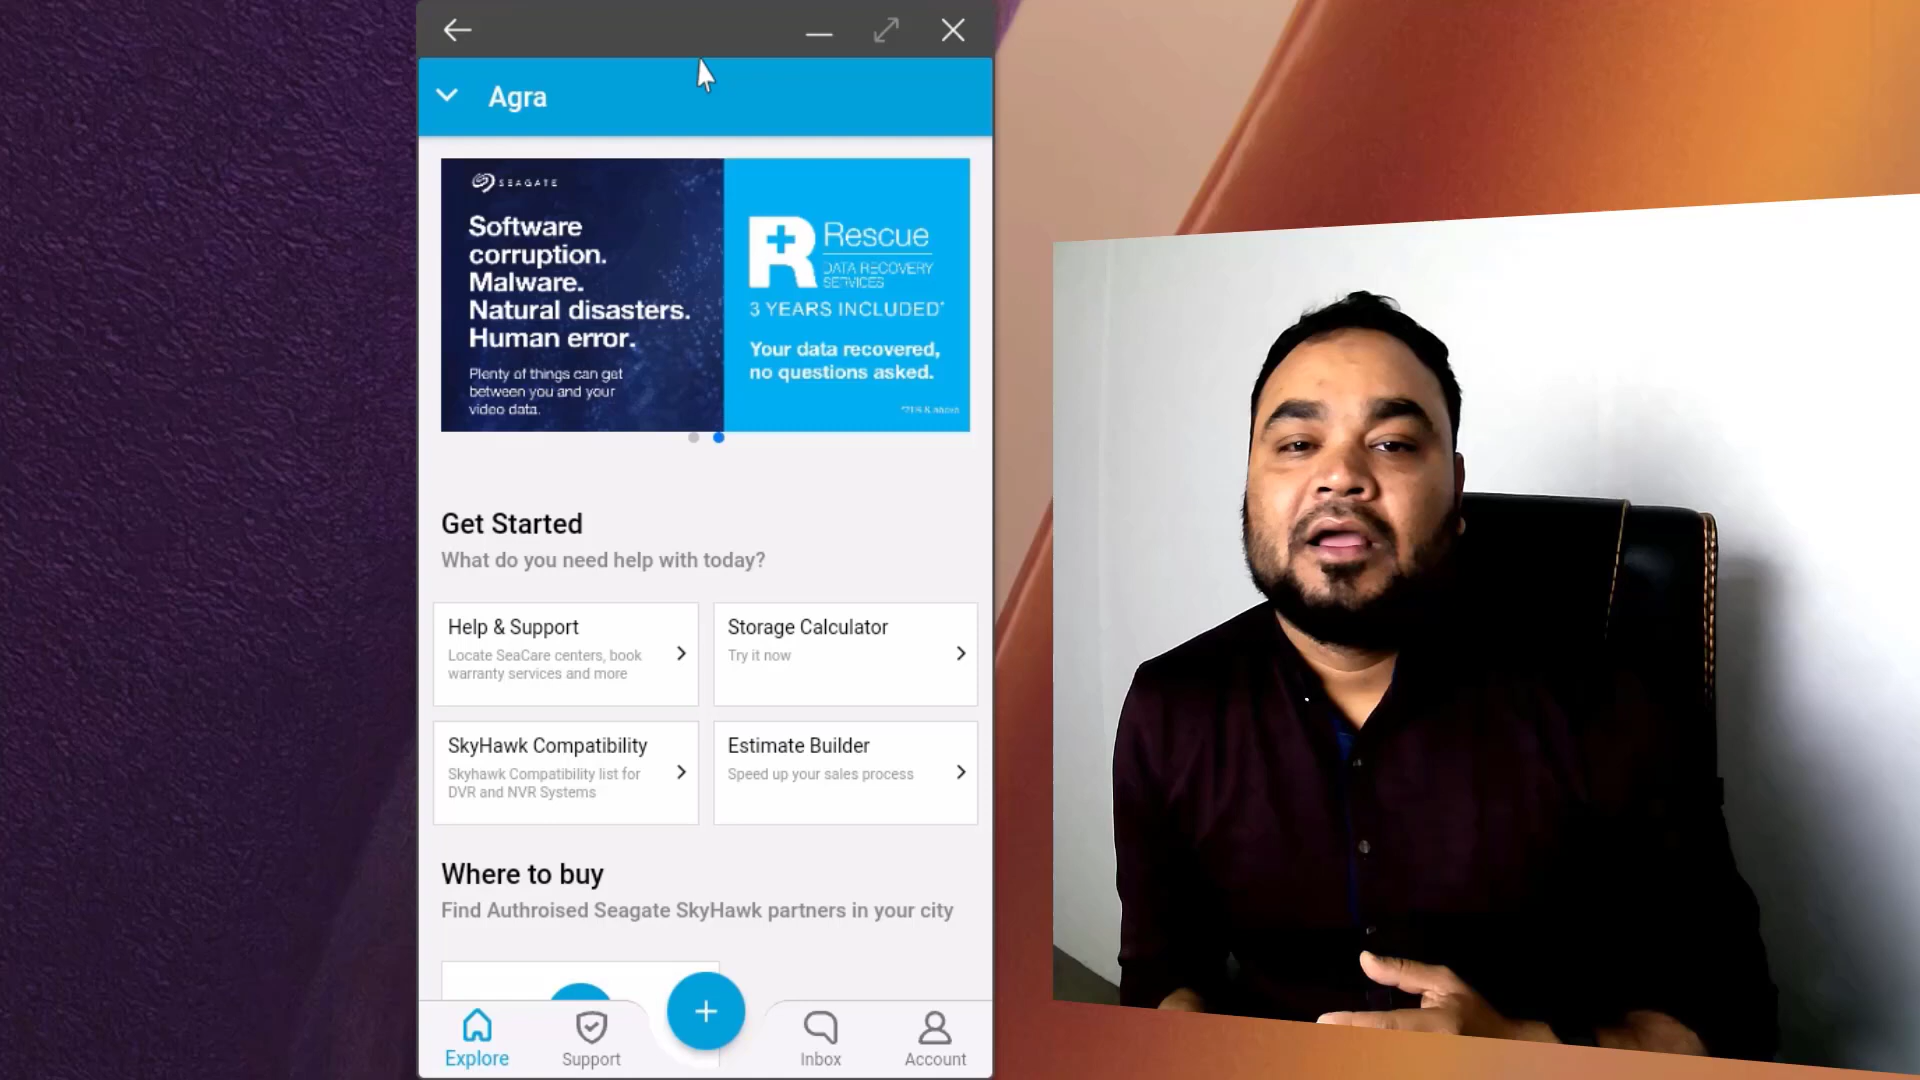 Agra
SEAGATE
Software
corruption.
Malware.
Natural disasters.
Human error.
Plenty of things can get
between you and your
video data.
Rescue
DATA RECOVERY
SERVICES
3 YEARS INCLUDED*
Your data recovered,
no questions asked.
Get Started
What do you need help with today?
Help & Support
Locate SeaCare centers, book
warranty services and more
Storage Calculator
Try it now
SkyHawk Compatibility
Skyhawk Compatibility list for
DVR and NVR Systems
Estimate Builder
Speed up your sales process
Where to buy
Find Authroised Seagate SkyHawk partners in your city
Explore
Support
Inbox
Account